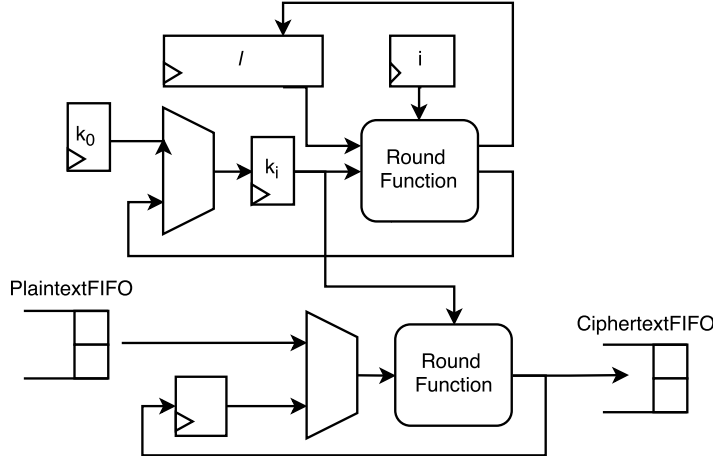 l
i
k0
ki
Round
Function
PlaintextFIFO
CiphertextFIFO
Round
Function